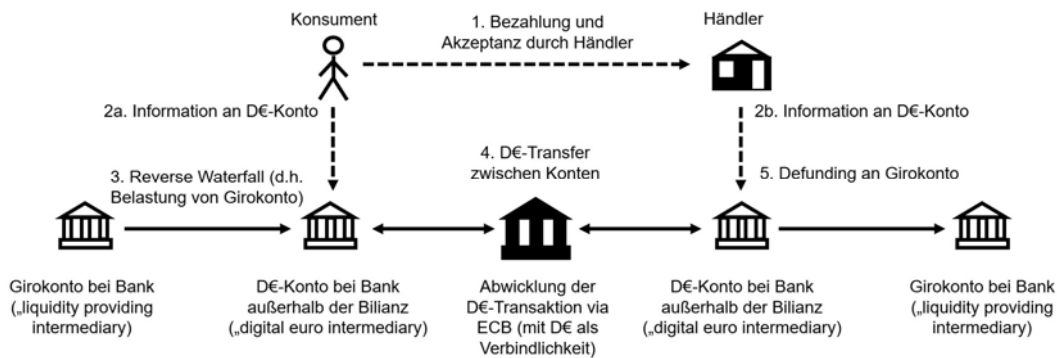 Konsument
Händler
1. Bezahlung und
Akzeptanz durch Händler
2a. Information an D€-Konto
2b. Information an D€-Konto
3. Reverse Waterfall (d.h.
Belastung von Girokonto)
4. D€-Transfer
zwischen Konten
5. Defunding an Girokonto
Girokonto bei Bank
(„liquidity providing
intermediary)
D€-Konto bei Bank
außerhalb der Bilianz
(„digital euro intermediary)
Abwicklung der
D€-Transaktion via
ECB (mit D€ als
Verbindlichkeit)
D€-Konto bei Bank
außerhalb der Bilianz
(„digital euro intermediary)
Girokonto bei Bank
(„liquidity providing
intermediary)